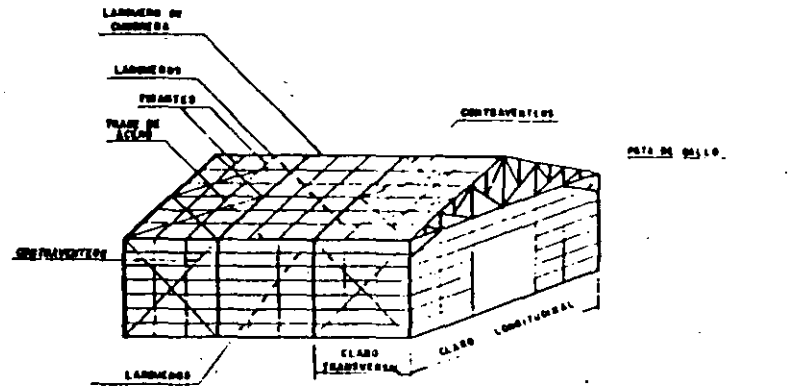 LARGUERO DE
CUMBRERA
LARGUEROS
TIRANTES
TRABE DE
ACERO
CONTRAVENTEOS
PATA DE GALLO
CONTRAVENTEOS
LARGUEROS
CLARO
TRANSVERSAL
CLARO LONGITUDINAL